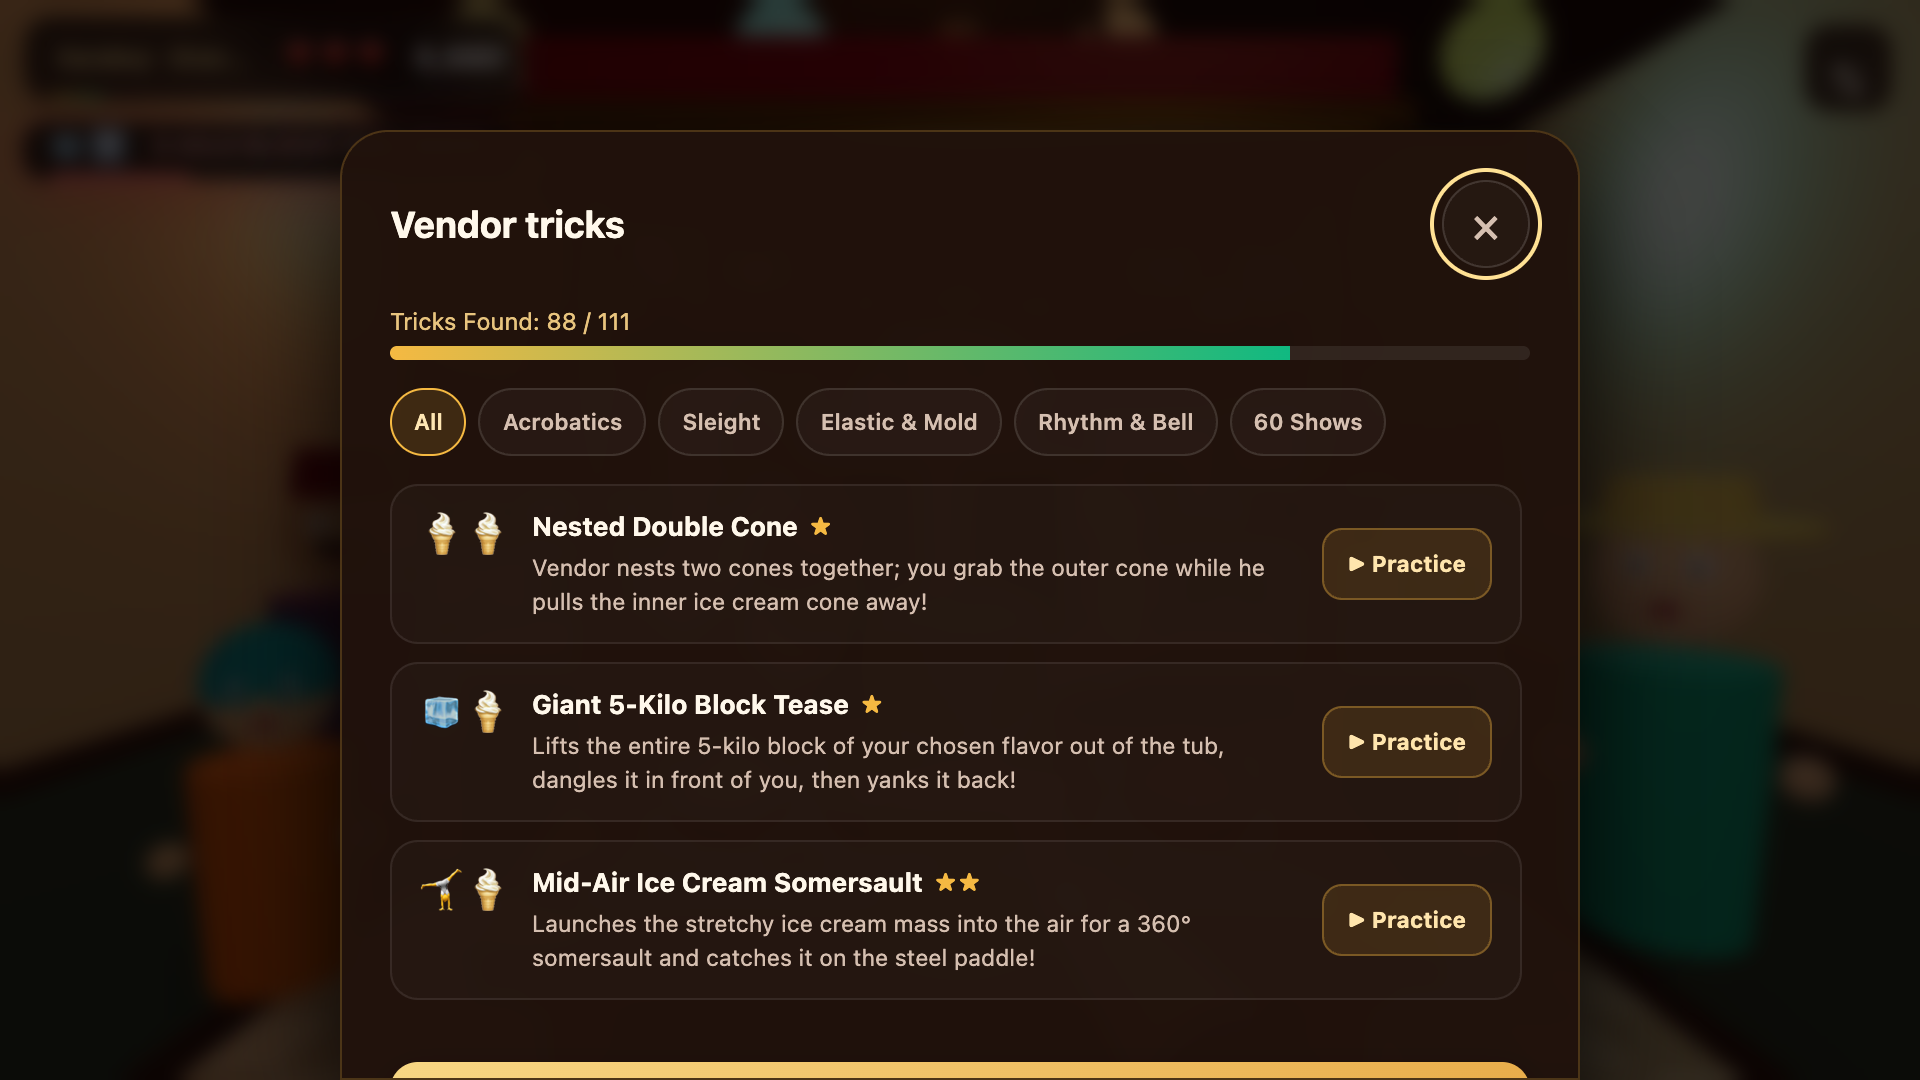 Vendor tricks
Tricks Found: 88 / 111
All
Acrobatics
Sleight
Elastic & Mold
Rhythm & Bell
60 Shows
Nested Double Cone
Vendor nests two cones together; you grab the outer cone while he
pulls the inner ice cream cone away!
Practice
Giant 5-Kilo Block Tease
Lifts the entire 5-kilo block of your chosen flavor out of the tub,
dangles it in front of you, then yanks it back!
Practice
Mid-Air Ice Cream Somersault
Launches the stretchy ice cream mass into the air for a 360°
somersault and catches it on the steel paddle!
Practice